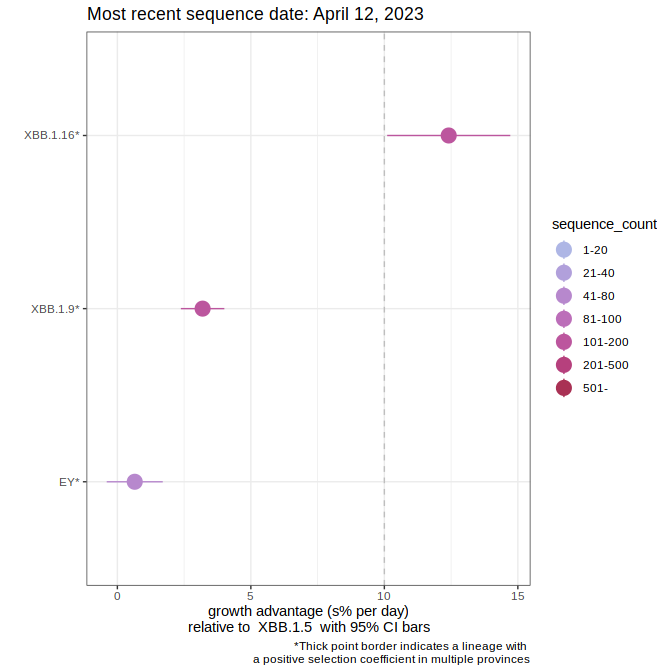 Most recent sequence date: April 12, 2023
XBB.1.16*
XBB.1.9*
EY*
0 5 10 15
growth advantage (s% per day)
relative to  XBB.1.5  with 95% CI bars
*Thick point border indicates a lineage with
a positive selection coefficient in multiple provinces
sequence_count
1-20
21-40
41-80
81-100
101-200
201-500
501-